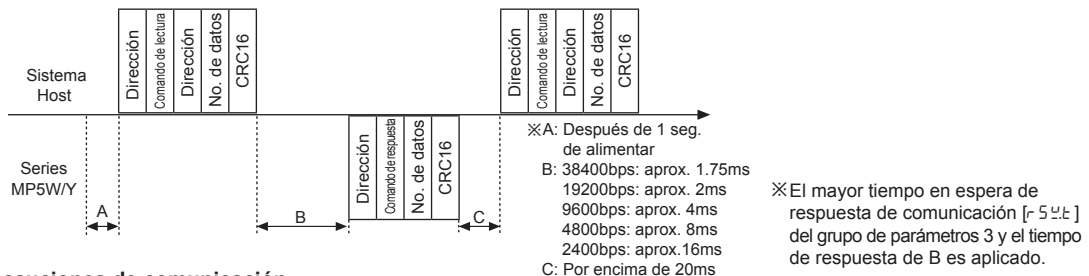 Sistema
Host
Dirección
Comando de lectura
Dirección
No. de datos
CRC16
Dirección
Comando de lectura
Dirección
No. de datos
CRC16
Series
MP5W/Y
A
B
Dirección
Comando de respuesta
No. de datos
CRC16
C
※A: Después de 1 seg.
de alimentar
B: 38400bps: aprox. 1.75ms
19200bps: aprox. 2ms
9600bps: aprox. 4ms
4800bps: aprox. 8ms
2400bps: aprox.16ms
C: Por encima de 20ms
※El mayor tiempo en espera de
respuesta de comunicación [ ]
del grupo de parámetros 3 y el tiempo
de respuesta de B es aplicado.